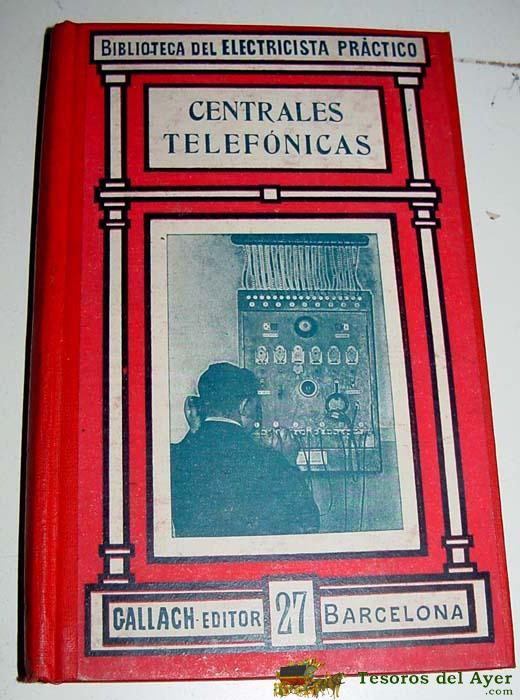 BIBLIOTECA DEL ELECTRICISTA PRÁCTICO
CENTRALES
TELEFÓNICAS
GALLACH-EDITOR 27 BARCELONA
Tesoros del Ayer
.com